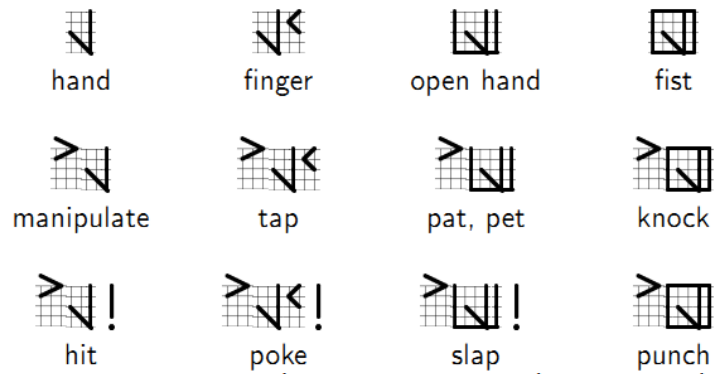 hand finger open hand fist
manipulate tap pat, pet knock
! ! !
hit poke slap punch